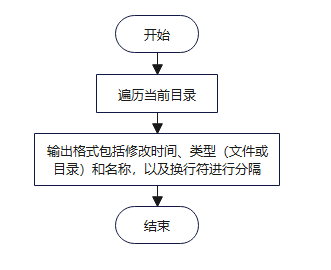 开始
遍历当前目录
输出格式包括修改时间、类型（文件或
目录）和名称，以及换行符进行分隔
结束